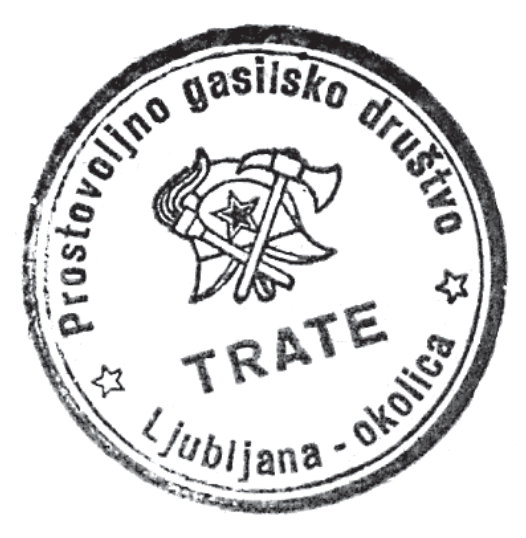 Prostovoljno gasilsko društvo
TRATE
Ljubljana - okolica